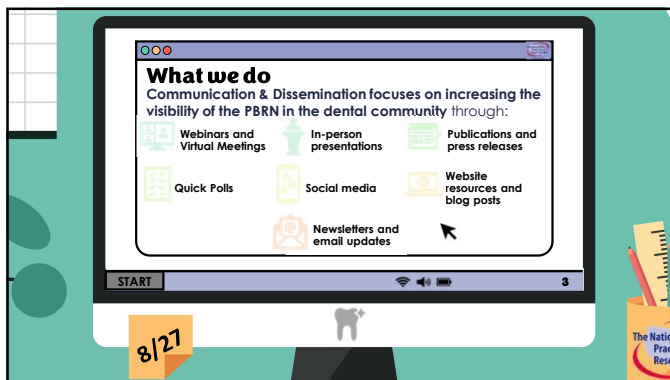 What we do
Communication & Dissemination focuses on increasing the
visibility of the PBRN in the dental community through:
Webinars and
Virtual Meetings
In-person
presentations
Publications and
press releases
Quick Polls
Social media
Website
resources and
blog posts
Newsletters and
email updates
START
3
8/27
The Natio
Prac
Rese